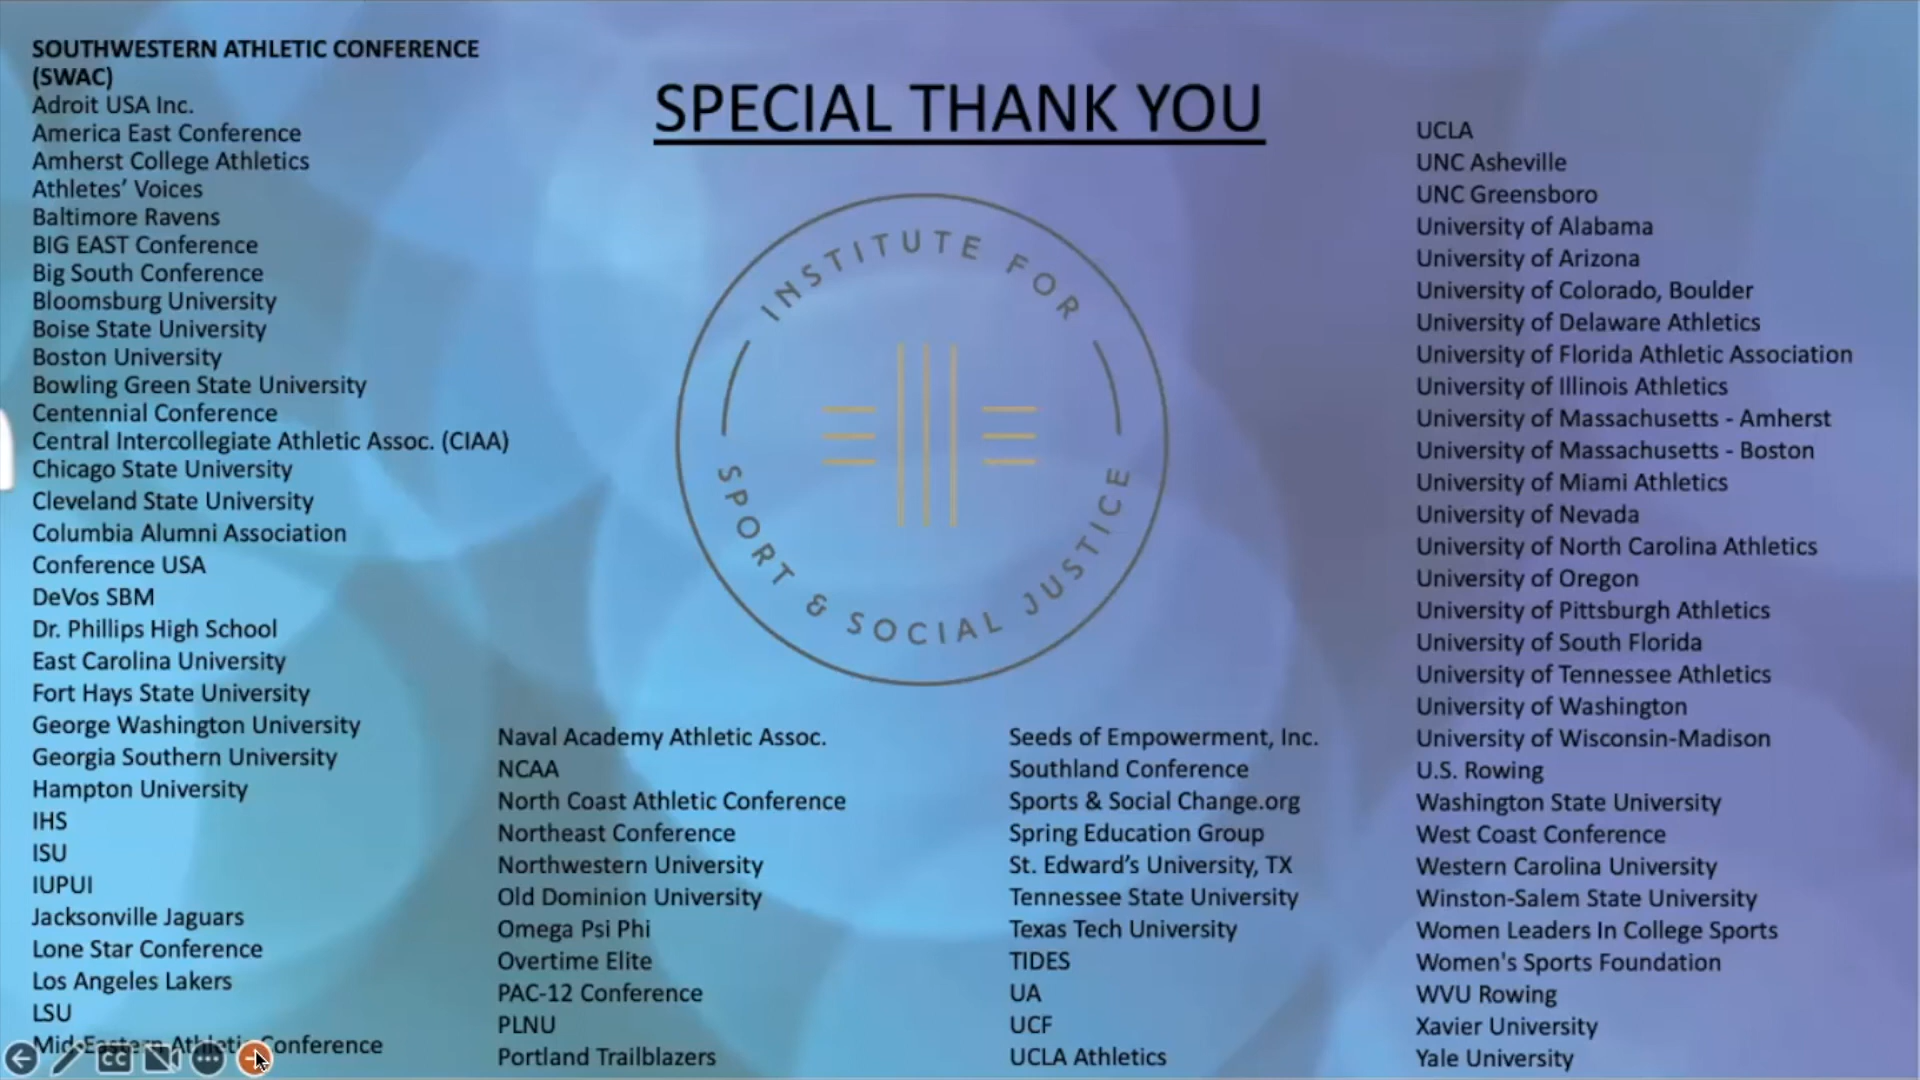 SOUTHWESTERN ATHLETIC CONFERENCE
(SWAC)
Adroit USA Inc.
America East Conference
Amherst College Athletics
Athletes’ Voices
Baltimore Ravens
BIG EAST Conference
Big South Conference
Bloomsburg University
Boise State University
Boston University
Bowling Green State University
Centennial Conference
Central Intercollegiate Athletic Assoc. (CIAA)
Chicago State University
Cleveland State University
Columbia Alumni Association
Conference USA
DeVos SBM
Dr. Phillips High School
East Carolina University
Fort Hays State University
George Washington University
Georgia Southern University
Hampton University
IHS
ISU
IUPUI
Jacksonville Jaguars
Lone Star Conference
Los Angeles Lakers
LSU
Mid-Eastern Athletic Conference
CC
SPECIAL THANK YOU
INSTITUTE FOR
SPORT & SOCIAL JUSTICE
Naval Academy Athletic Assoc.
NCAA
North Coast Athletic Conference
Northeast Conference
Northwestern University
Old Dominion University
Omega Psi Phi
Overtime Elite
PAC-12 Conference
PLNU
Portland Trailblazers
Seeds of Empowerment, Inc.
Southland Conference
Sports & Social Change.org
Spring Education Group
St. Edward’s University, TX
Tennessee State University
Texas Tech University
TIDES
UA
UCF
UCLA Athletics
UCLA
UNC Asheville
UNC Greensboro
University of Alabama
University of Arizona
University of Colorado, Boulder
University of Delaware Athletics
University of Florida Athletic Association
University of Illinois Athletics
University of Massachusetts - Amherst
University of Massachusetts - Boston
University of Miami Athletics
University of Nevada
University of North Carolina Athletics
University of Oregon
University of Pittsburgh Athletics
University of South Florida
University of Tennessee Athletics
University of Washington
University of Wisconsin-Madison
U.S. Rowing
Washington State University
West Coast Conference
Western Carolina University
Winston-Salem State University
Women Leaders In College Sports
Women's Sports Foundation
WVU Rowing
Xavier University
Yale University